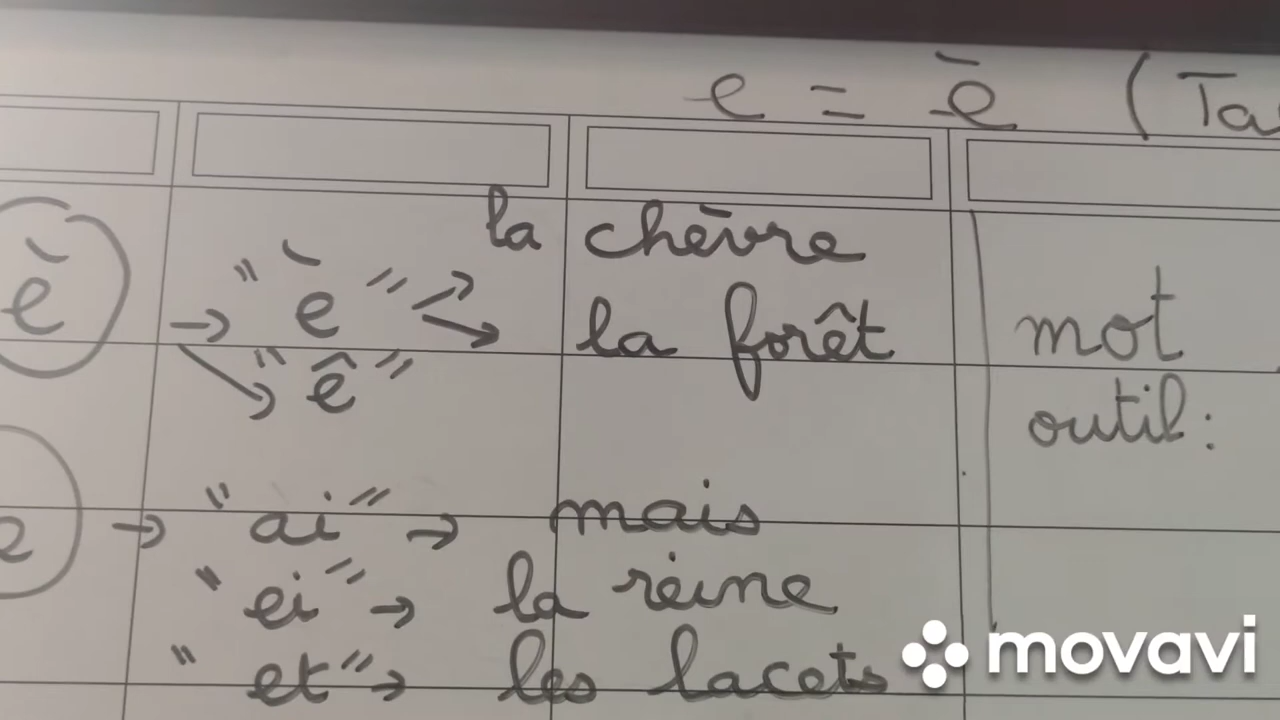 e = ē (Ta
la chèvre
è → "è" → la forêt
→ "ê"
mot
outil:
e → "ai" → mais
"ei" → la reine
"et" → les lacets
movavi